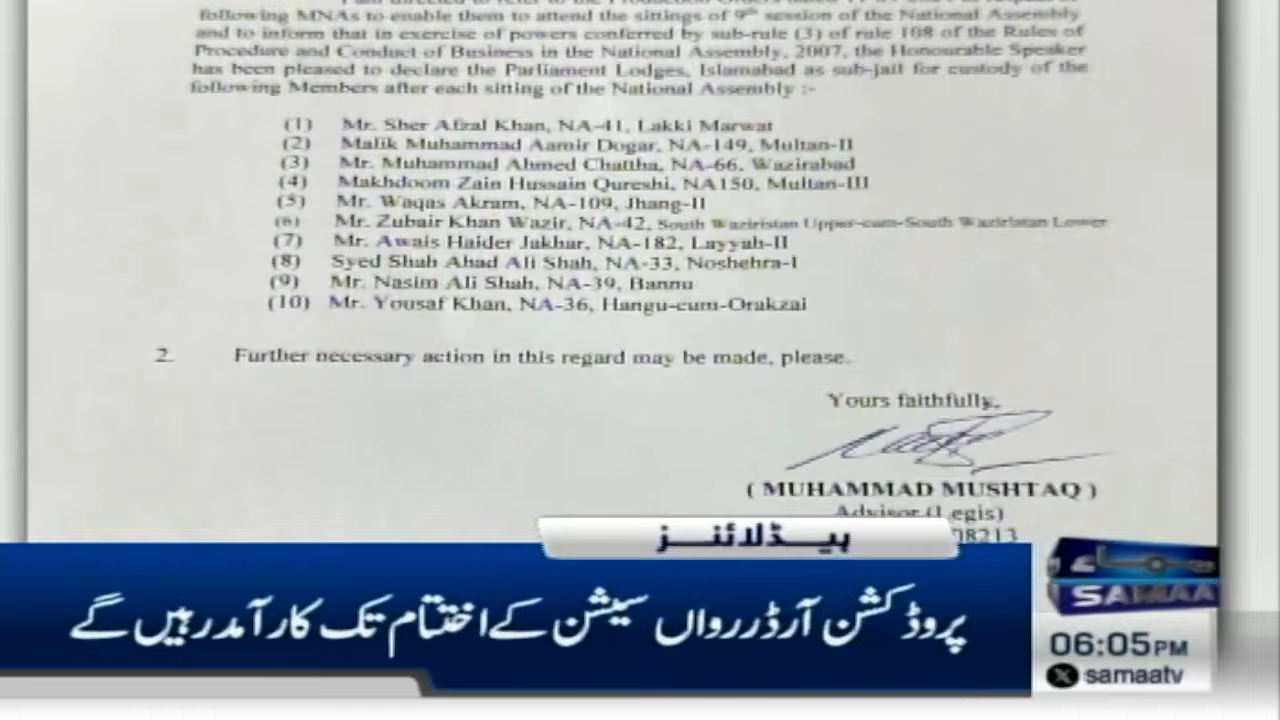 following MNAs to enable them to attend the sittings of 9th session of the National Assembly
and to inform that in exercise of powers conferred by sub-rule (3) of rule 108 of the Rules of
Procedure and Conduct of Business in the National Assembly, 2007, the Honourable Speaker
has been pleased to declare the Parliament Lodges, Islamabad as sub-jail for custody of the
following Members after each sitting of the National Assembly :-
(1) Mr. Sher Afzal Khan, NA-41, Lakki Marwat
(2) Malik Muhammad Aamir Dogar, NA-149, Multan-II
(3) Mr. Muhammad Ahmed Chattha, NA-66, Wazirabad
(4) Makhdoom Zain Hussain Qureshi, NA150, Multan-III
(5) Mr. Waqas Akram, NA-109, Jhang-II
(6) Mr. Zubair Khan Wazir, NA-42, South Waziristan Upper-cum-South Waziristan Lower
(7) Mr. Awais Haider Jakhar, NA-182, Layyah-II
(8) Syed Shah Ahad Ali Shah, NA-33, Noshehra-I
(9) Mr. Nasim Ali Shah, NA-39, Bannu
(10) Mr. Yousaf Khan, NA-36, Hangu-cum-Orakzai
2. Further necessary action in this regard may be made, please.
Yours faithfully,
( MUHAMMAD MUSHTAQ )
Advisor (Legis)
08213
ہیڈلائنز
پروڈکشن آرڈر رواں سیشن کے اختتام تک کارآمد رہیں گے
سماء
SAMAA
06:05PM
samaatv